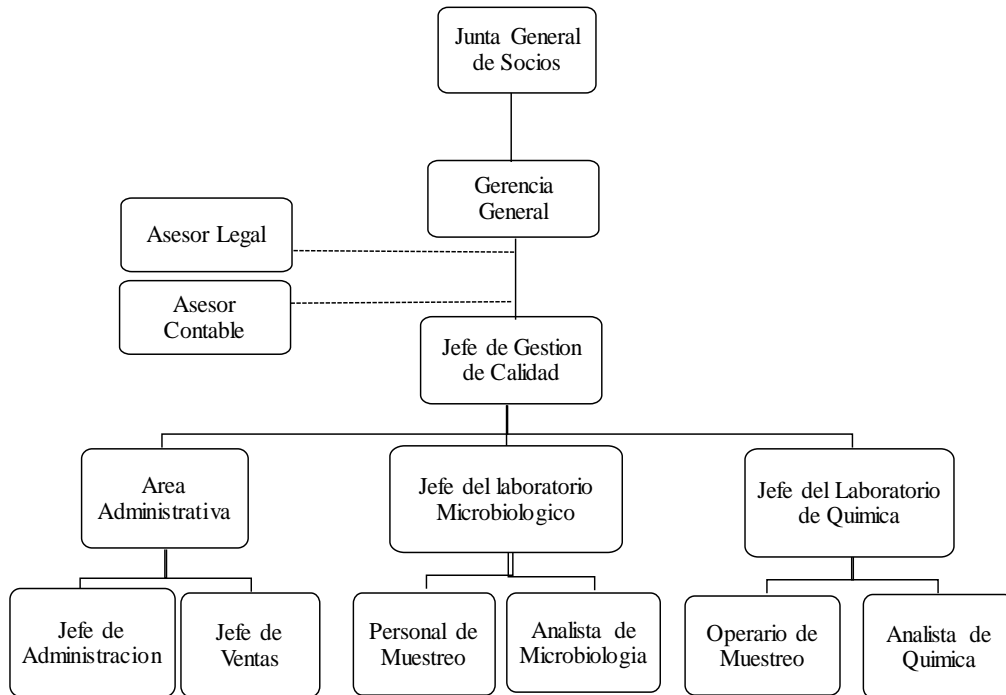 Junta General
de Socios
Gerencia
General
Asesor Legal
Asesor
Contable
Jefe de Gestion
de Calidad
Area
Administrativa
Jefe del laboratorio
Microbiologico
Jefe del Laboratorio
de Quimica
Jefe de
Administracion
Jefe de
Ventas
Personal de
Muestreo
Analista de
Microbiologia
Operario de
Muestreo
Analista de
Quimica